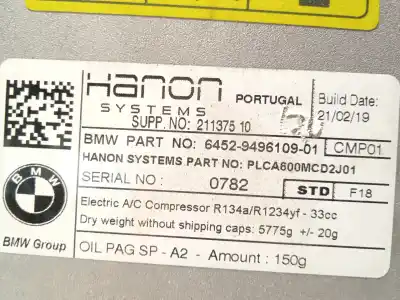 Hanon
SYSTEMS
PORTUGAL
Build Date:
21/02/19
SUPP. NO: 211375 10
BMW PART NO: 6452-9496109-01
CMP01
HANON SYSTEMS PART NO: PLCA600MCD2J01
SERIAL NO :
0782
STD
F18
BMW
BMW Group
Electric A/C Compressor R134a/R1234yf - 33cc
Dry weight without shipping caps: 5775g +/- 20g
OIL PAG SP - A2 - Amount : 150g